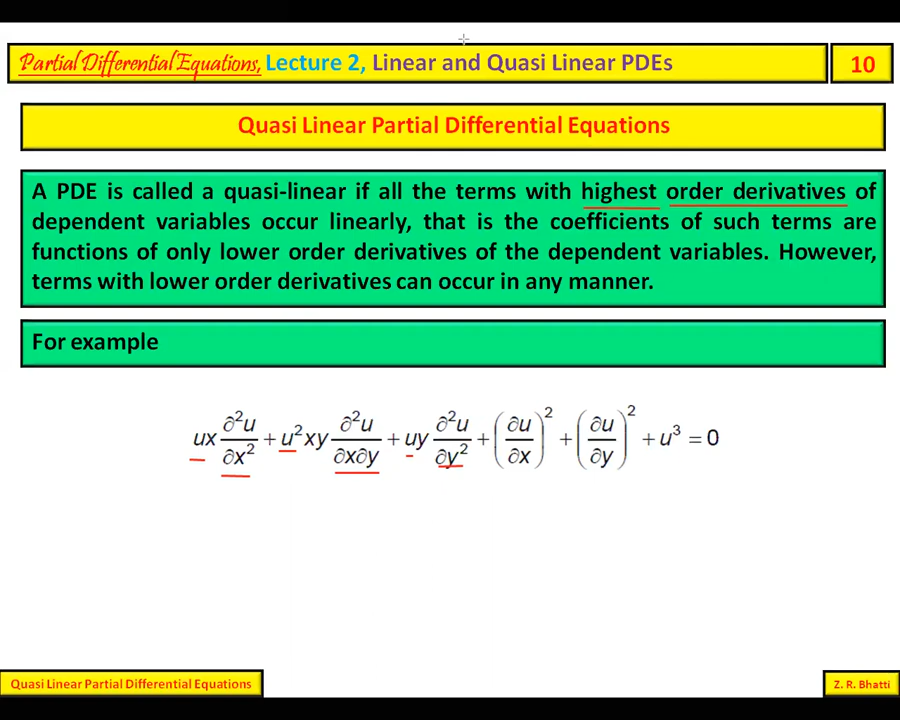 Partial Differential Equations, Lecture 2, Linear and Quasi Linear PDEs
10
Quasi Linear Partial Differential Equations
A PDE is called a quasi-linear if all the terms with highest order derivatives of
dependent variables occur linearly, that is the coefficients of such terms are
functions of only lower order derivatives of the dependent variables. However,
terms with lower order derivatives can occur in any manner.
For example
ux ∂²u/∂x² + u²xy ∂²u/∂x∂y + uy ∂²u/∂y² + (∂u/∂x)² + (∂u/∂y)² + u³ = 0
Quasi Linear Partial Differential Equations
Z. R. Bhatti